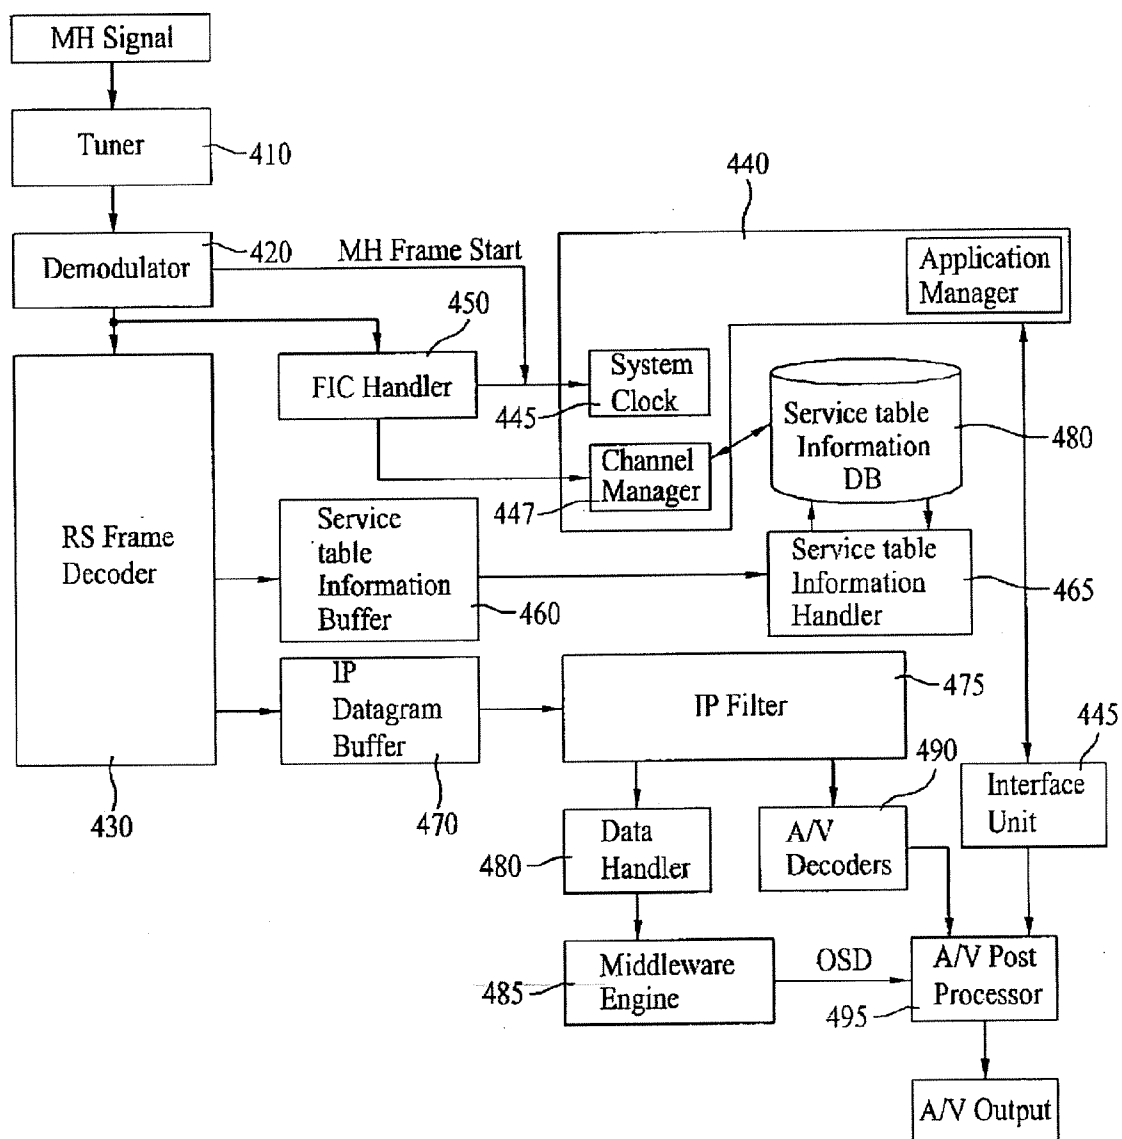 MH Signal
Tuner
410
440
420
Demodulator
MH Frame Start
Application
Manager
450
FIC Handler
System
Clock
445
Service table
Information
DB
480
Channel
Manager
447
RS Frame
Decoder
Service
table
Information
Buffer
460
Service table
Information
Handler
465
IP
Datagram
Buffer
470
IP Filter
475
430
490
445
Interface
Unit
480
Data
Handler
A/V
Decoders
485
Middleware
Engine
OSD
A/V Post
Processor
495
A/V Output